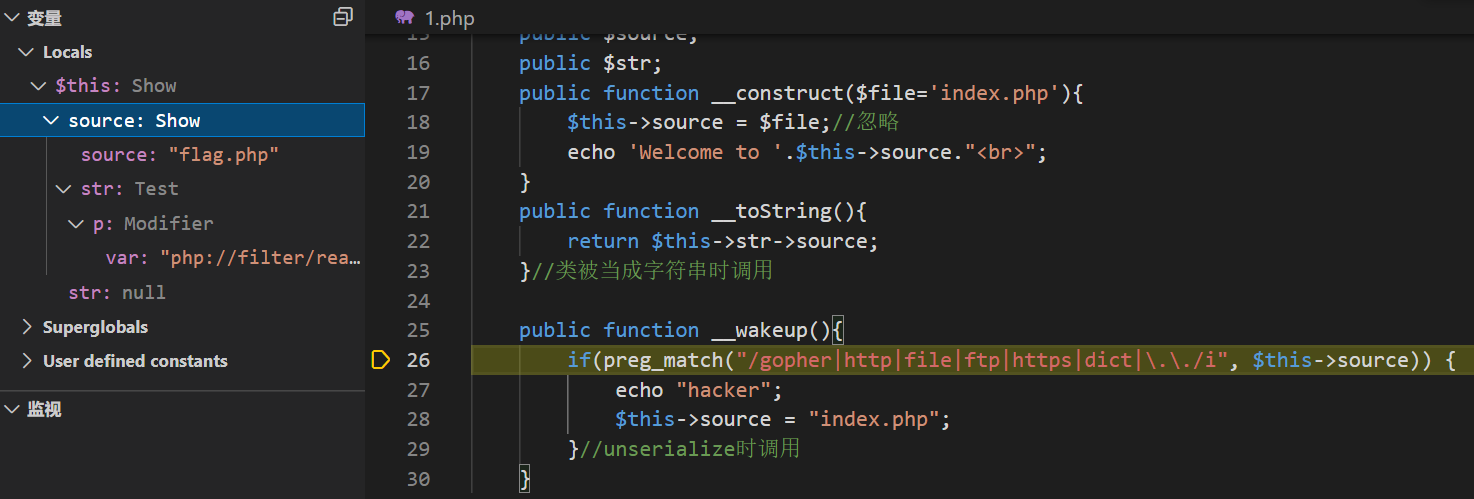 变量
Locals
$this: Show
source: Show
source: "flag.php"
str: Test
p: Modifier
var: "php://filter/rea…
str: null
Superglobals
User defined constants
监视
1.php
15 public $source;
16 public $str;
17 public function __construct($file='index.php'){
18 $this->source = $file;//忽略
19 echo 'Welcome to '.$this->source."<br>";
20 }
21 public function __toString(){
22 return $this->str->source;
23 }//类被当成字符串时调用
24
25 public function __wakeup(){
26 if(preg_match("/gopher|http|file|ftp|https|dict|\.\./i", $this->source)) {
27 echo "hacker";
28 $this->source = "index.php";
29 }//unserialize时调用
30 }